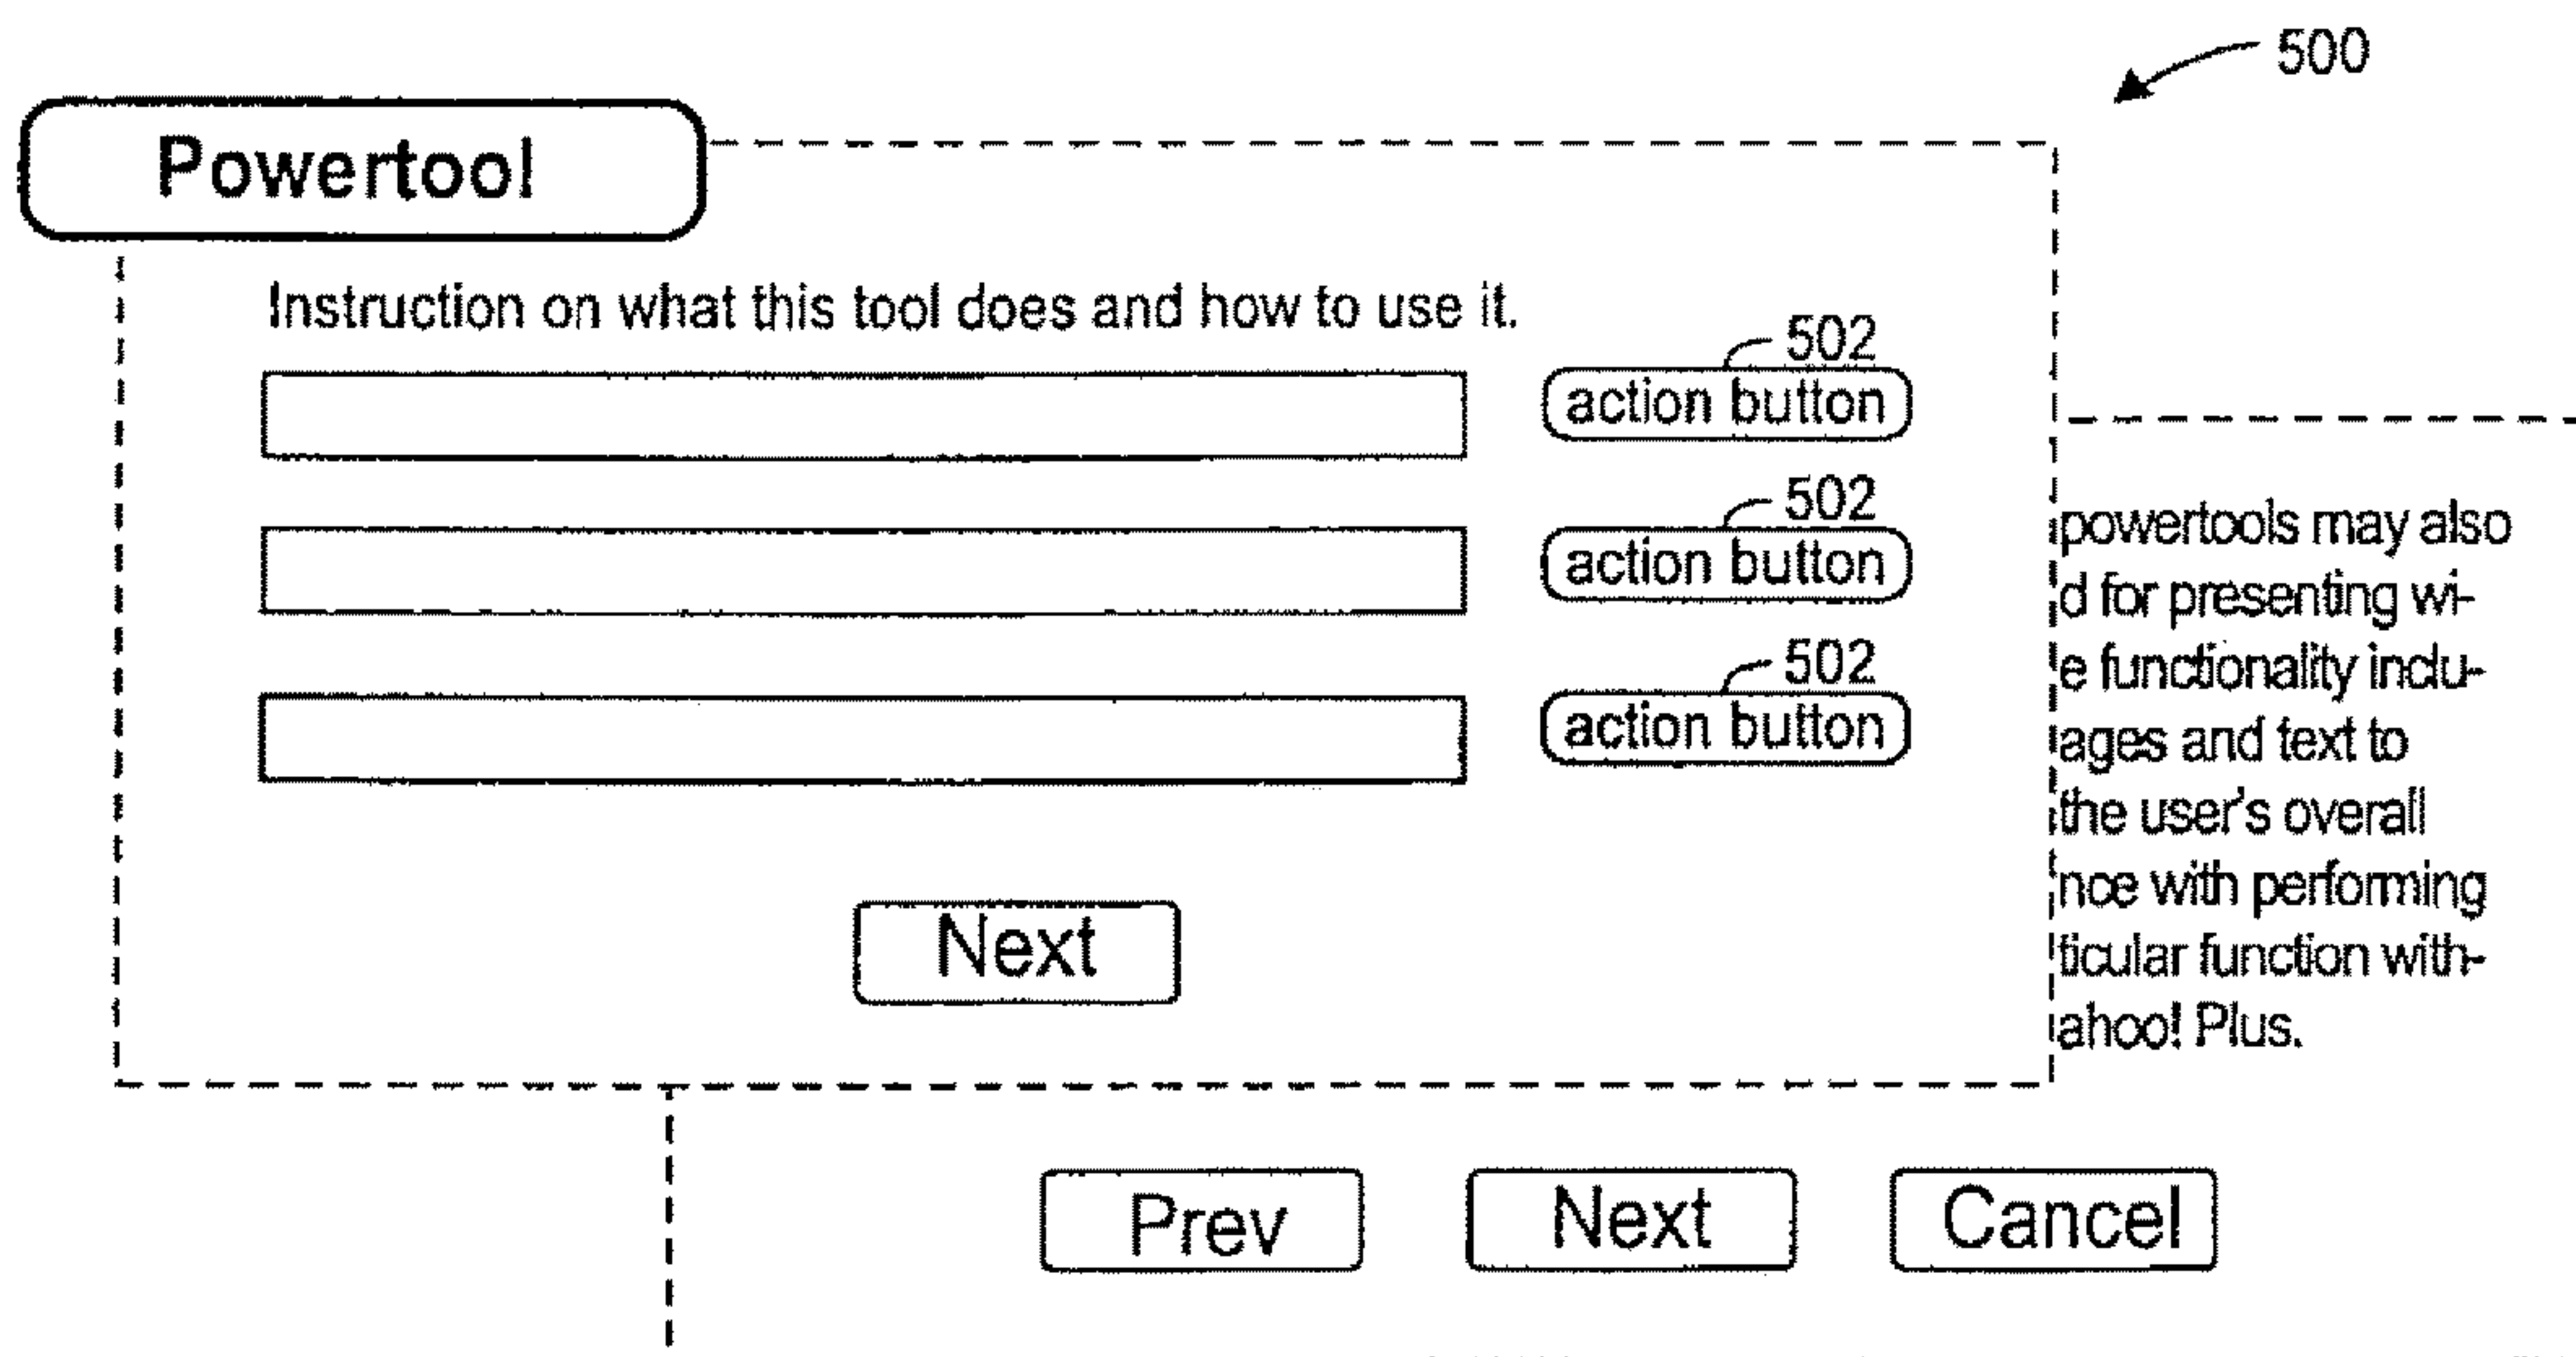 500
Powertool
Instruction on what this tool does and how to use it.
502
action button
502
action button
502
action button
Next
powertools may also
d for presenting wi-
e functionality inclu-
ages and text to
the user's overall
nce with performing
ticular function with-
ahoo! Plus.
Prev Next Cancel